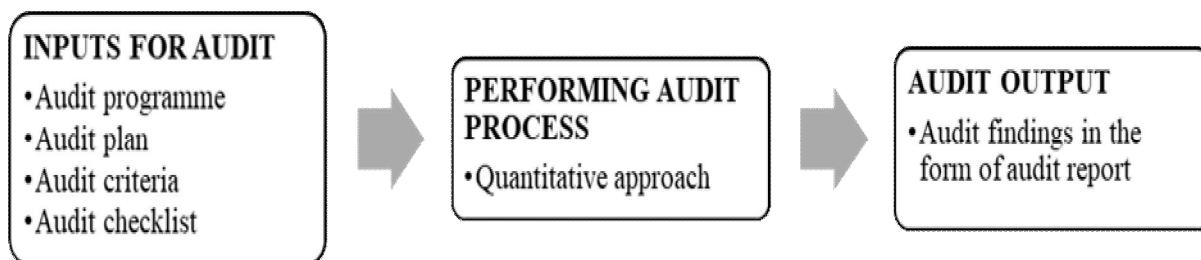 INPUTS FOR AUDIT
•Audit programme
•Audit plan
•Audit criteria
•Audit checklist
PERFORMING AUDIT
PROCESS
•Quantitative approach
AUDIT OUTPUT
•Audit findings in the
form of audit report